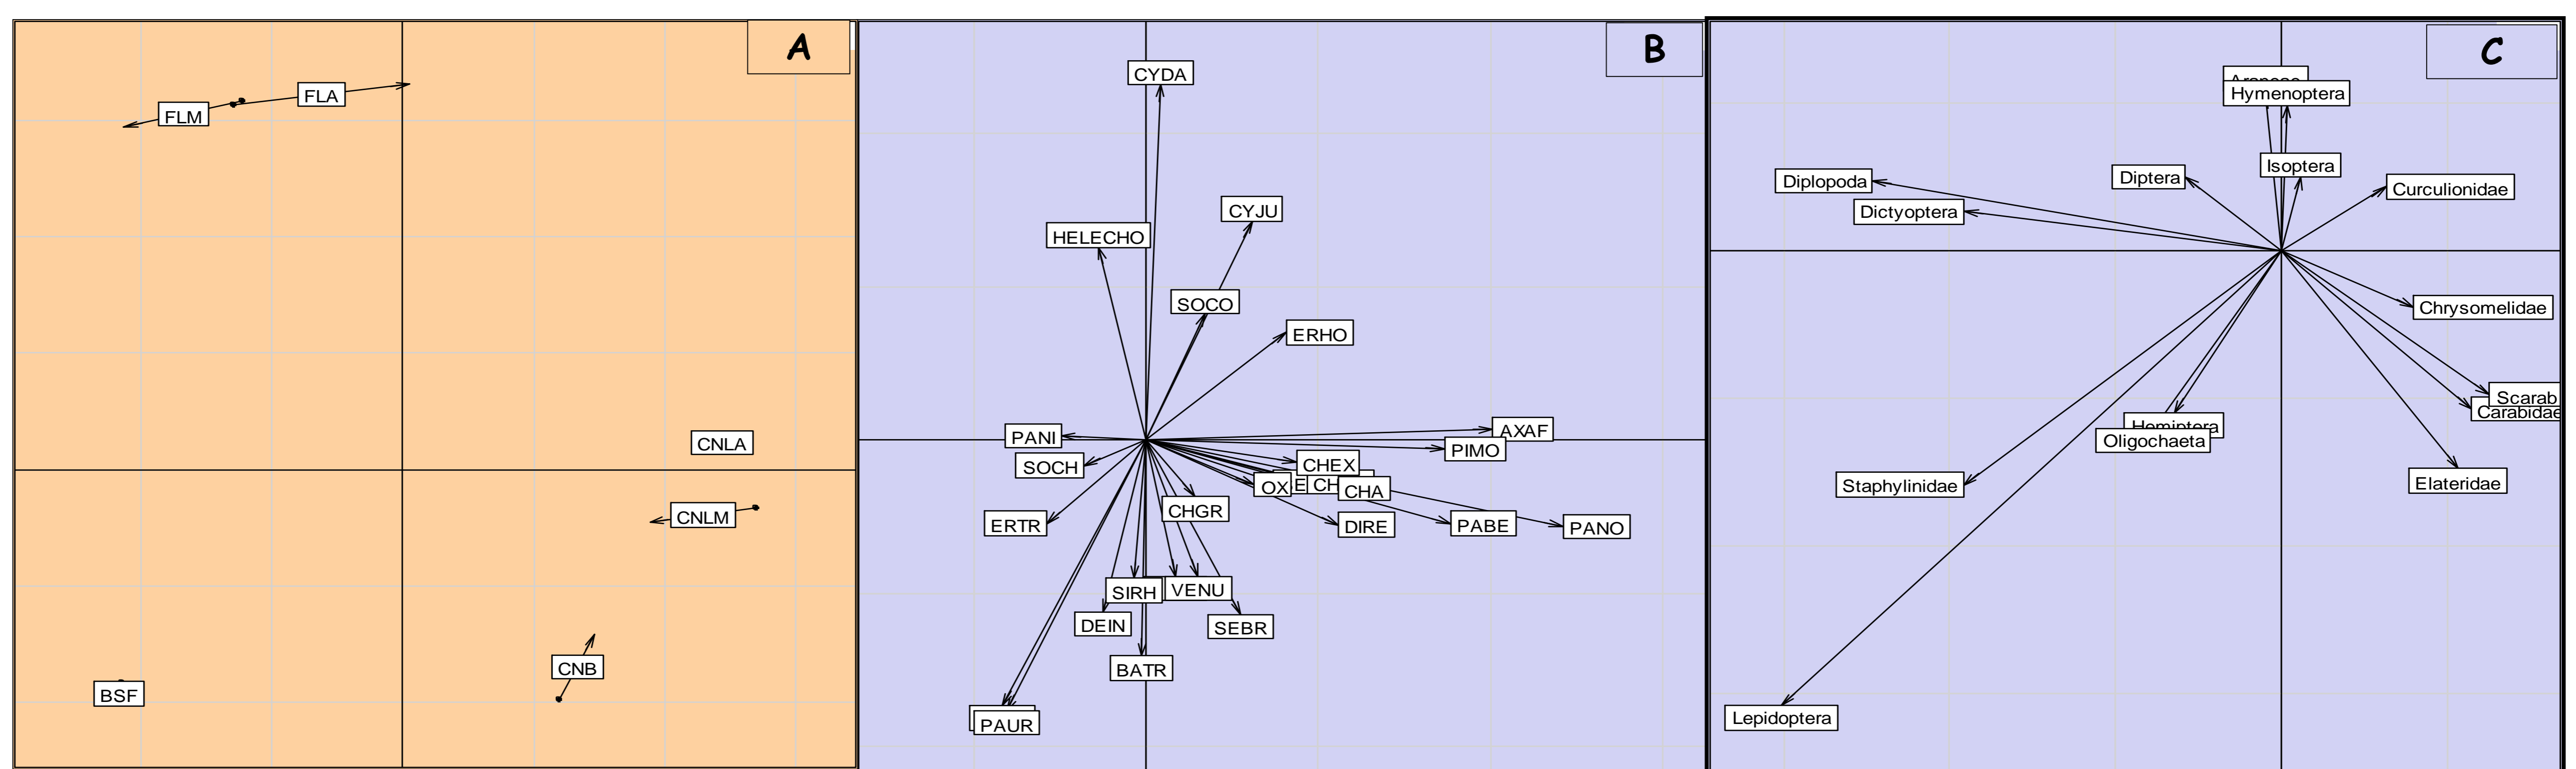 A
FLM
FLA
CNLA
CNLM
CNB
BSF
B
CYDA
CYJU
HELECHO
SOCO
ERHO
PANI
AXAF
PIMO
SOCH
CHEX
OX
CHA
ERTR
CHGR
DIRE
PABE
PANO
SIRH
VENU
DEIN
SEBR
BATR
PAUR
C
Hymenoptera
Isoptera
Diplopoda
Diptera
Curculionidae
Dictyoptera
Chrysomelidae
Scarab
Carabidae
Hemiptera
Oligochaeta
Staphylinidae
Elateridae
Lepidoptera